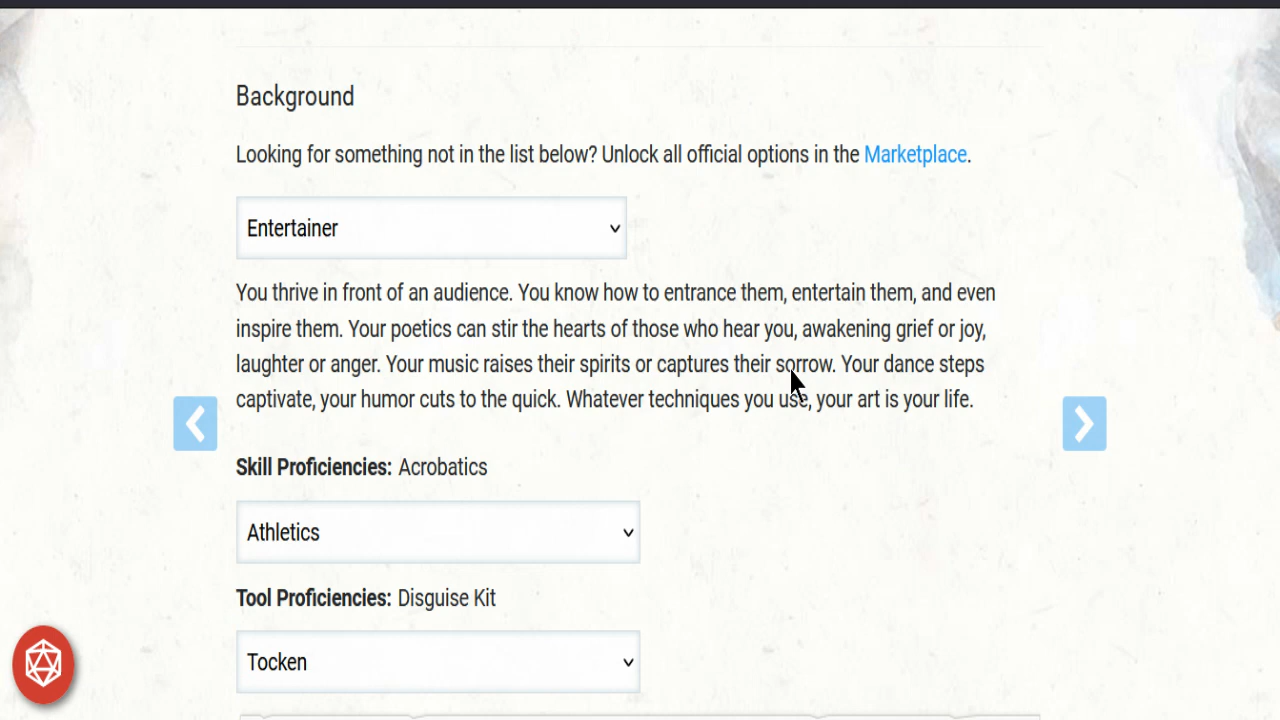 Background
Looking for something not in the list below? Unlock all official options in the Marketplace.
Entertainer
You thrive in front of an audience. You know how to entrance them, entertain them, and even
inspire them. Your poetics can stir the hearts of those who hear you, awakening grief or joy,
laughter or anger. Your music raises their spirits or captures their sorrow. Your dance steps
captivate, your humor cuts to the quick. Whatever techniques you use, your art is your life.
Skill Proficiencies: Acrobatics
Athletics
Tool Proficiencies: Disguise Kit
Tocken